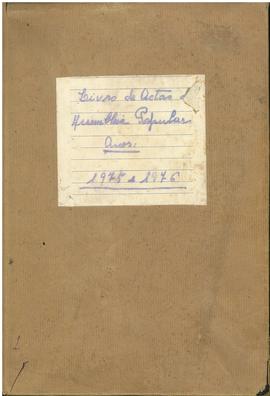 Livro de Actas d
Assembleia Popular
Anos:
1975 a 1976